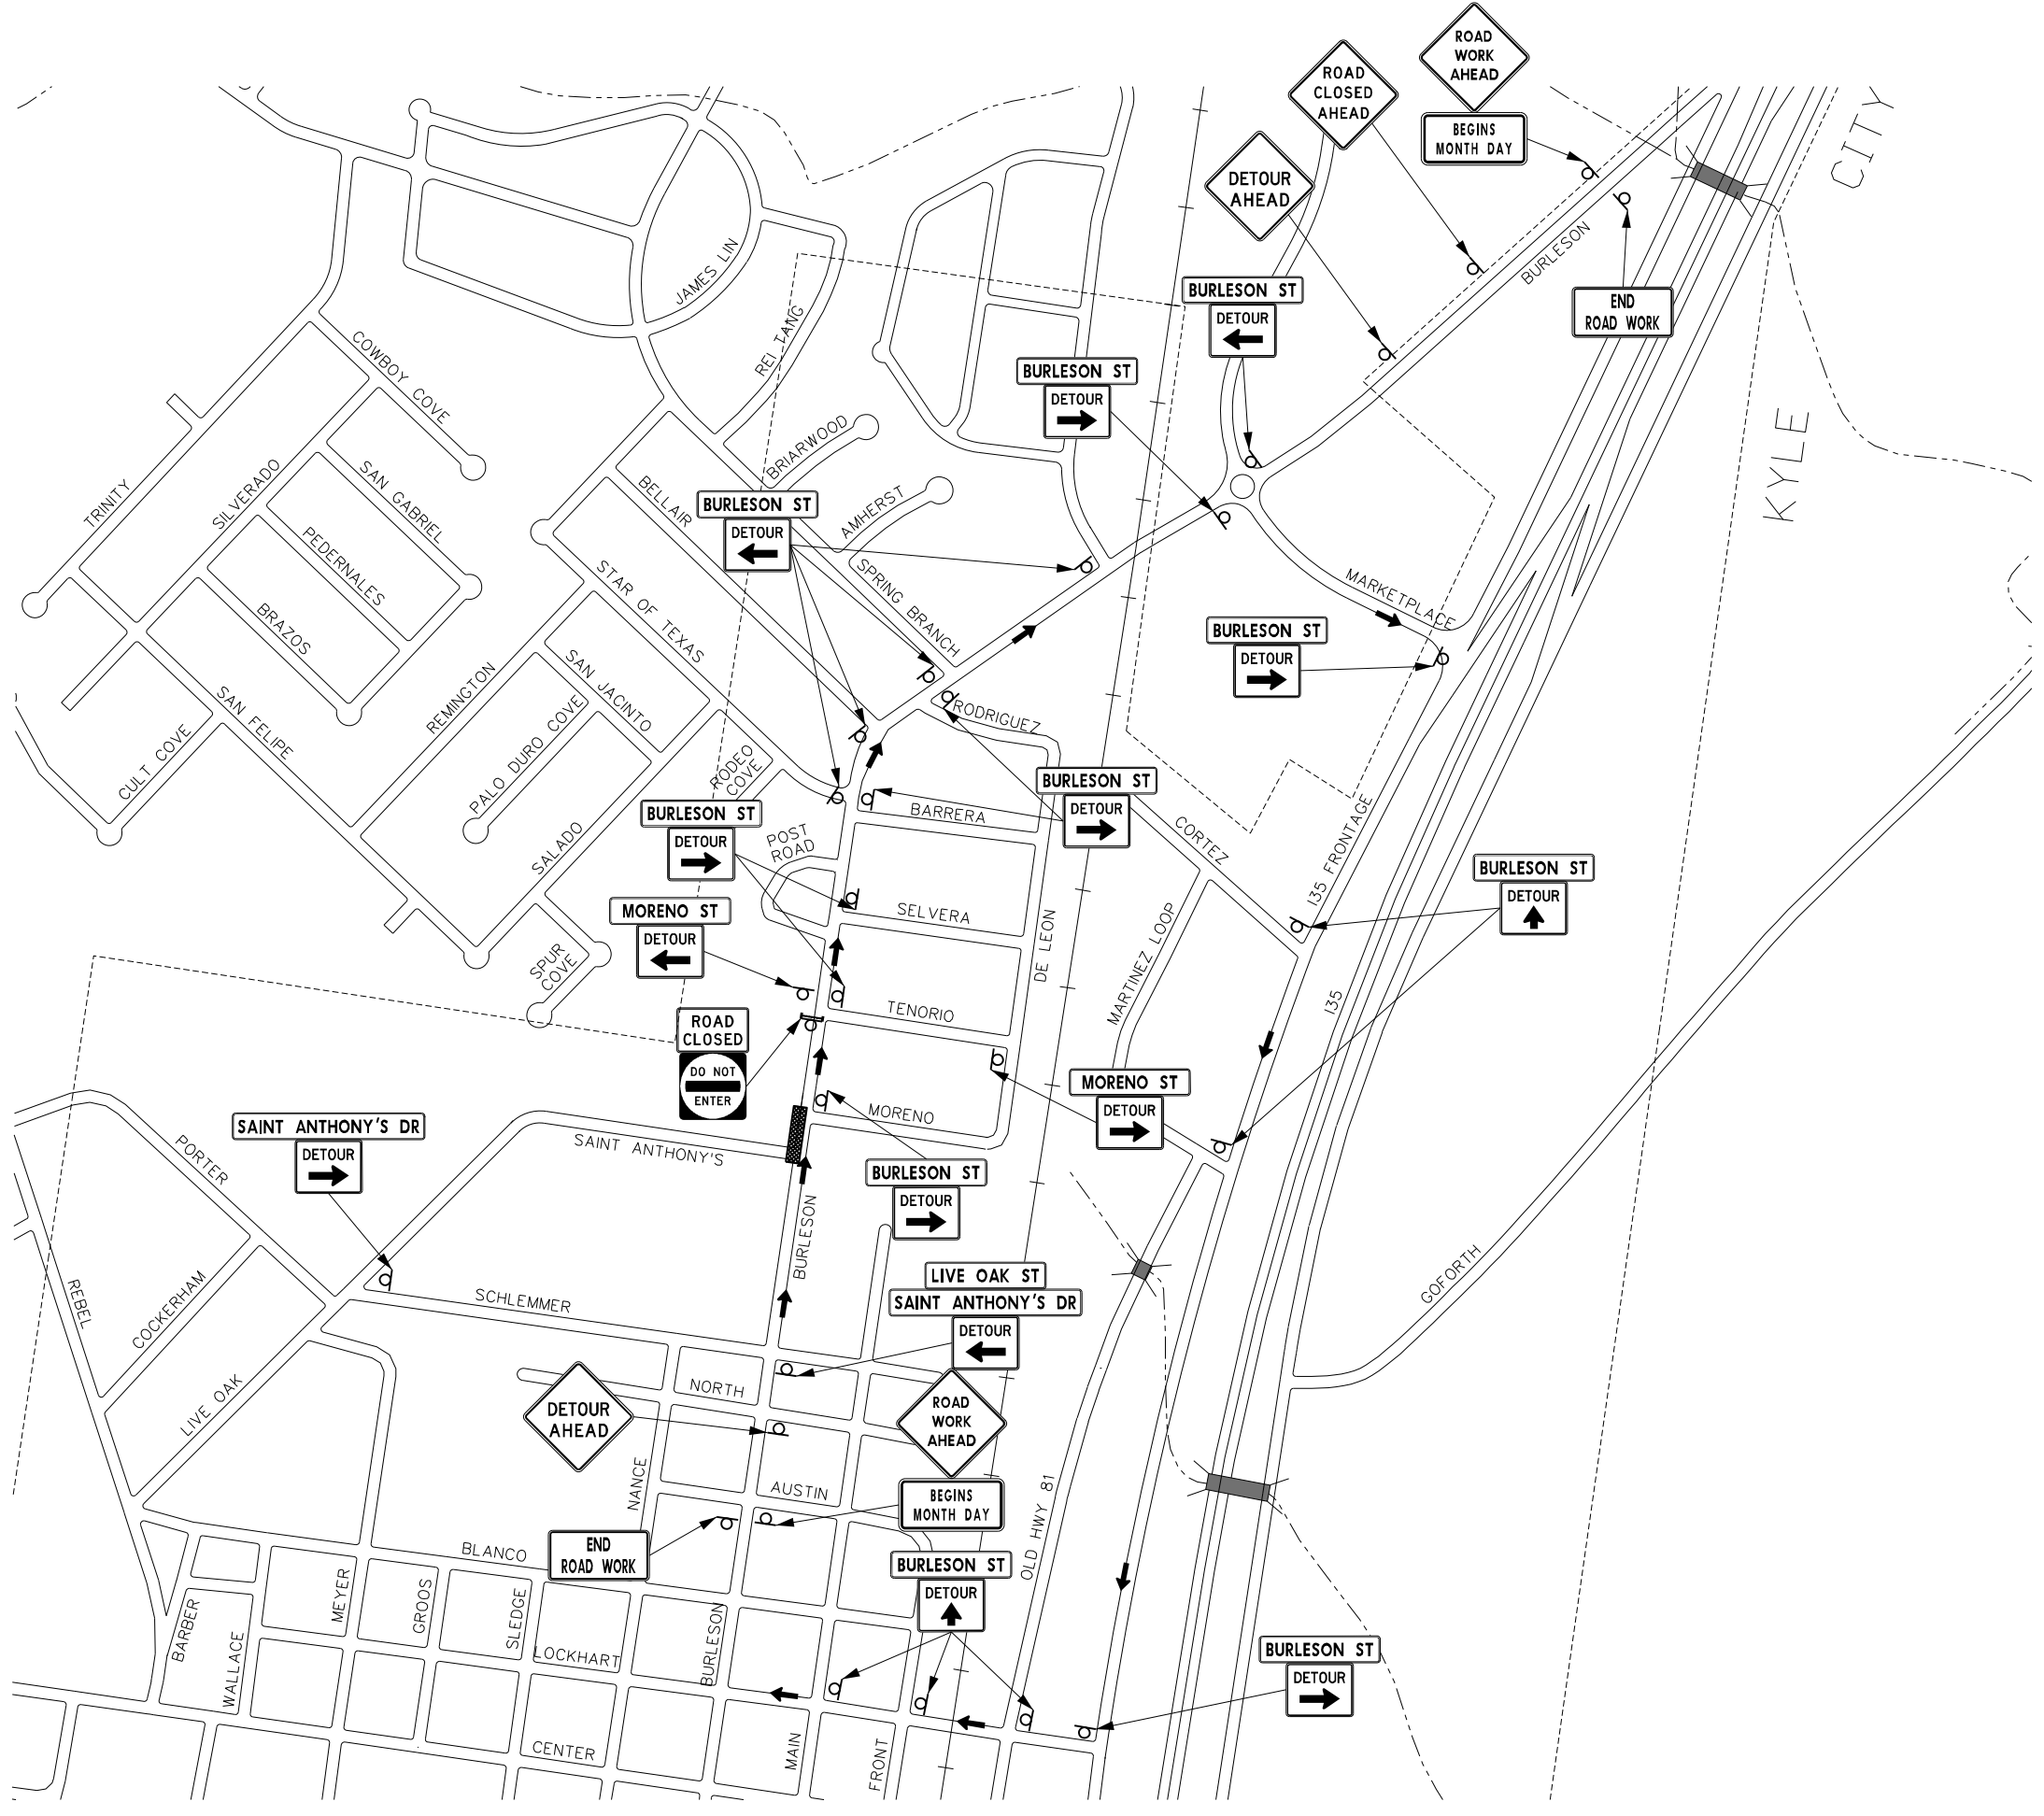 ROAD
WORK
AHEAD
BEGINS
MONTH DAY
ROAD
CLOSED
AHEAD
DETOUR
AHEAD
CITY
KYLE
BURLESON
END
ROAD WORK
BURLESON ST
DETOUR
BURLESON ST
DETOUR
JAMES LIN
REI TANG
COWBOY COVE
BRIARWOOD
TRINITY
SILVERADO
SAN GABRIEL
BELLAIR
BURLESON ST
DETOUR
AMHERST
PEDERNALES
STAR OF TEXAS
SPRING BRANCH
MARKETPLACE
BRAZOS
BURLESON ST
DETOUR
REMINGTON
SAN JACINTO
SAN FELIPE
RODRIGUEZ
CULT COVE
PALO DURO COVE
RODEO
COVE
BURLESON ST
DETOUR
BURLESON ST
DETOUR
BARRERA
POST
ROAD
CORTEZ
I35 FRONTAGE
SALADO
BURLESON ST
DETOUR
MORENO ST
DETOUR
SELVERA
DE LEON
MARTINEZ LOOP
SPUR
COVE
TENORIO
I35
ROAD
CLOSED
DO NOT
ENTER
MORENO ST
DETOUR
MORENO
SAINT ANTHONY'S DR
DETOUR
PORTER
SAINT ANTHONY'S
BURLESON ST
DETOUR
BURLESON
REBEL
COCKERHAM
SCHLEMMER
LIVE OAK ST
SAINT ANTHONY'S DR
DETOUR
GOFORTH
LIVE OAK
NORTH
DETOUR
AHEAD
ROAD
WORK
AHEAD
BEGINS
MONTH DAY
NANCE
AUSTIN
OLD HWY 81
BLANCO
END
ROAD WORK
BURLESON ST
DETOUR
MEYER
GROOS
SLEDGE
BARBER
WALLACE
LOCKHART
BURLESON
BURLESON ST
DETOUR
CENTER
MAIN
FRONT